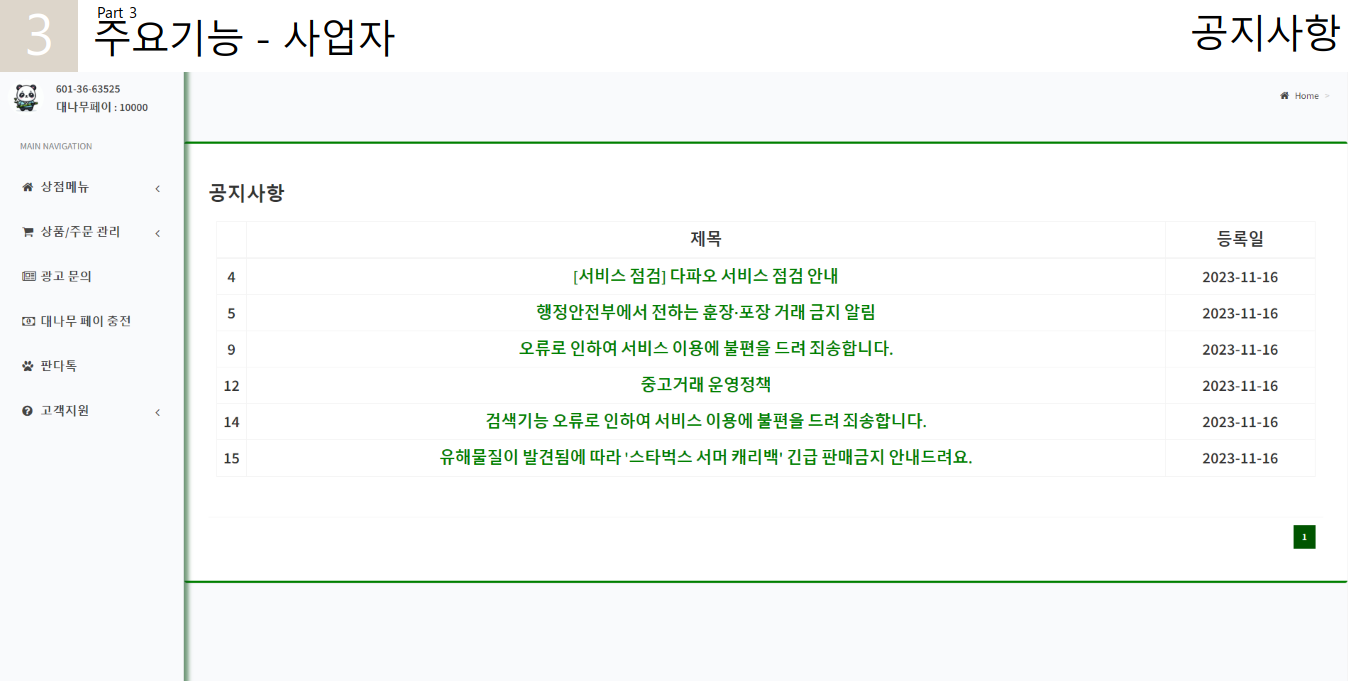 3
Part 3
주요기능 - 사업자
공지사항
601-36-63525
대나무페이 : 10000
Home >
MAIN NAVIGATION
상점메뉴
상품/주문 관리
광고 문의
대나무 페이 충전
판다톡
고객지원
공지사항
제목 등록일
4 [서비스 점검] 다파오 서비스 점검 안내 2023-11-16
5 행정안전부에서 전하는 훈장·포장 거래 금지 알림 2023-11-16
9 오류로 인하여 서비스 이용에 불편을 드려 죄송합니다. 2023-11-16
12 중고거래 운영정책 2023-11-16
14 검색기능 오류로 인하여 서비스 이용에 불편을 드려 죄송합니다. 2023-11-16
15 유해물질이 발견됨에 따라 '스타벅스 서머 캐리백' 긴급 판매금지 안내드려요. 2023-11-16
1